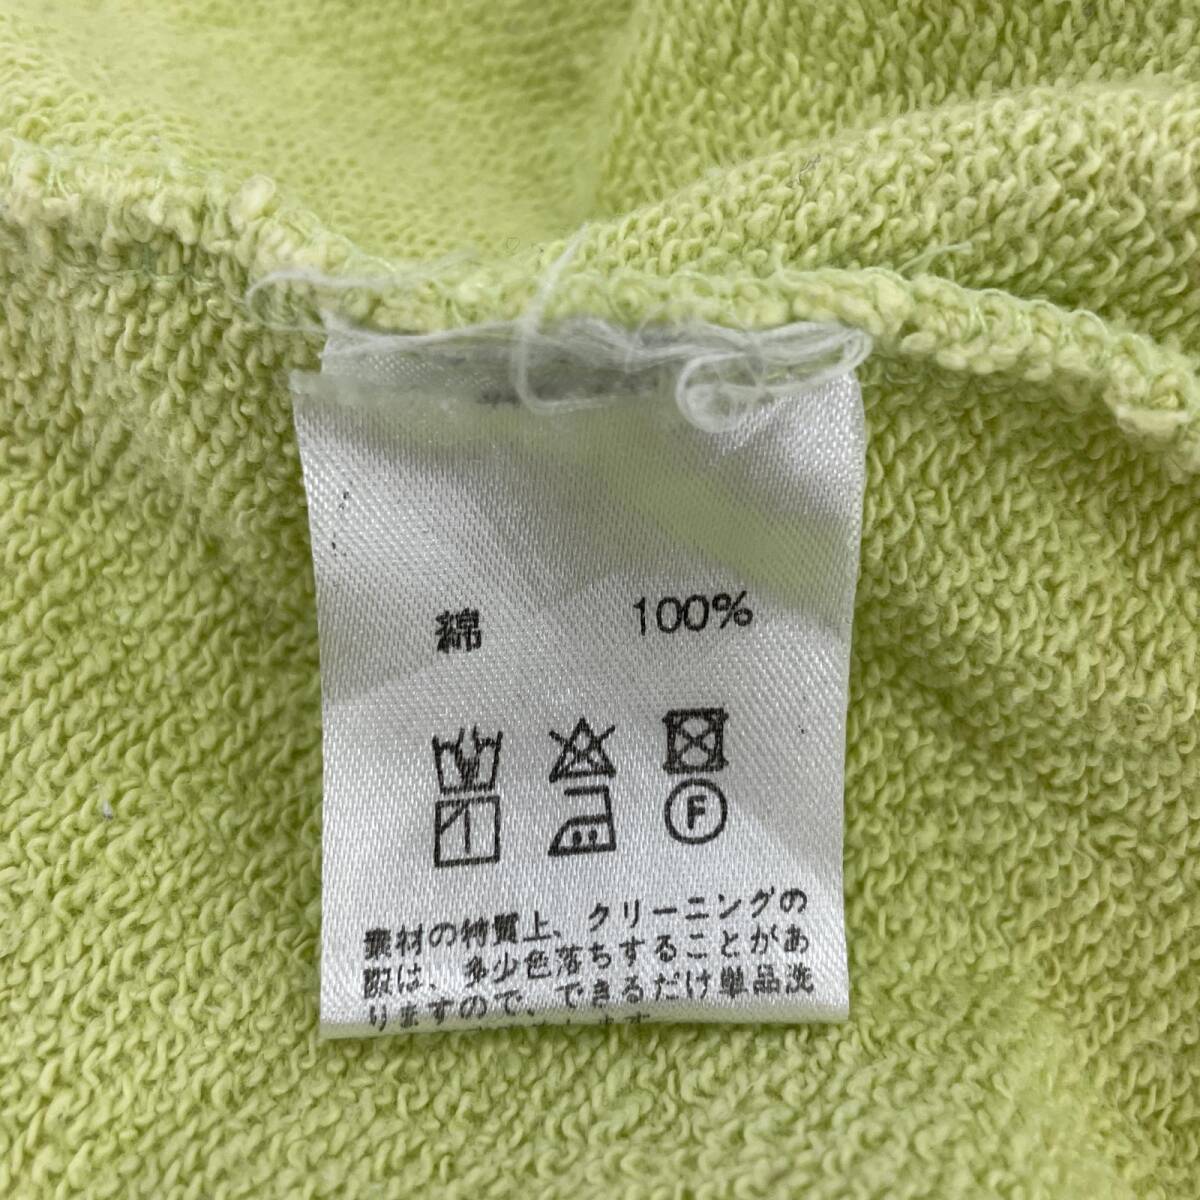 綿 100%
F
素材の特質上、クリーニングの
際は、多少色落ちすることがあ
りますので、できるだけ単品洗